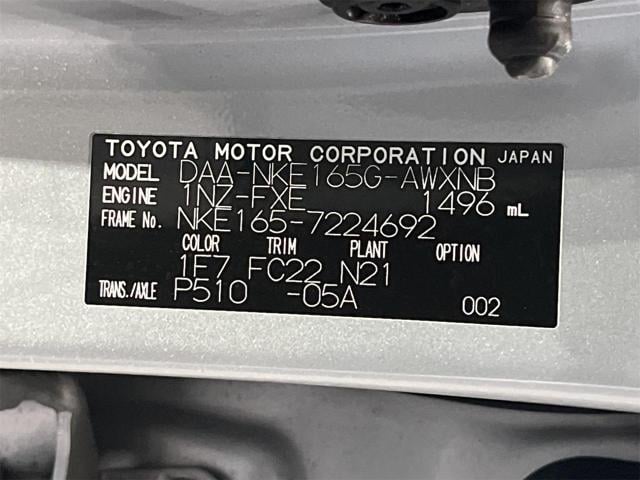 TOYOTA MOTOR CORPORATION JAPAN
MODEL DAA-NKE165G-AWXNB
ENGINE 1NZ-FXE 1496 mL
FRAME No. NKE165-7224692
COLOR TRIM PLANT OPTION
1F7 FC22 N21
TRANS./AXLE P510 -05A 002